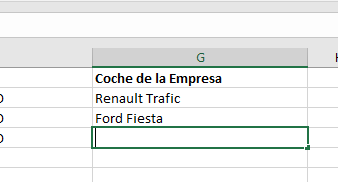 G
Coche de la Empresa
Renault Trafic
Ford Fiesta